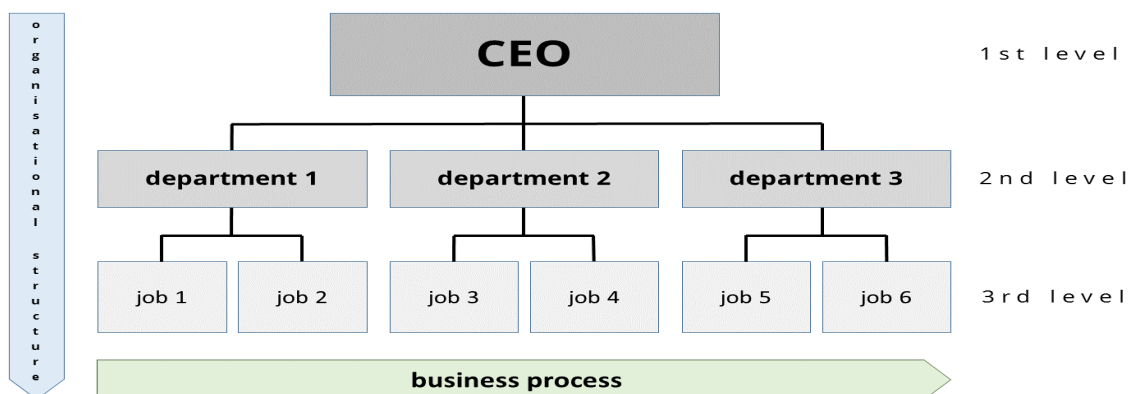 organisational structure
CEO
1st level
department 1
department 2
department 3
2nd level
job 1
job 2
job 3
job 4
job 5
job 6
3rd level
business process